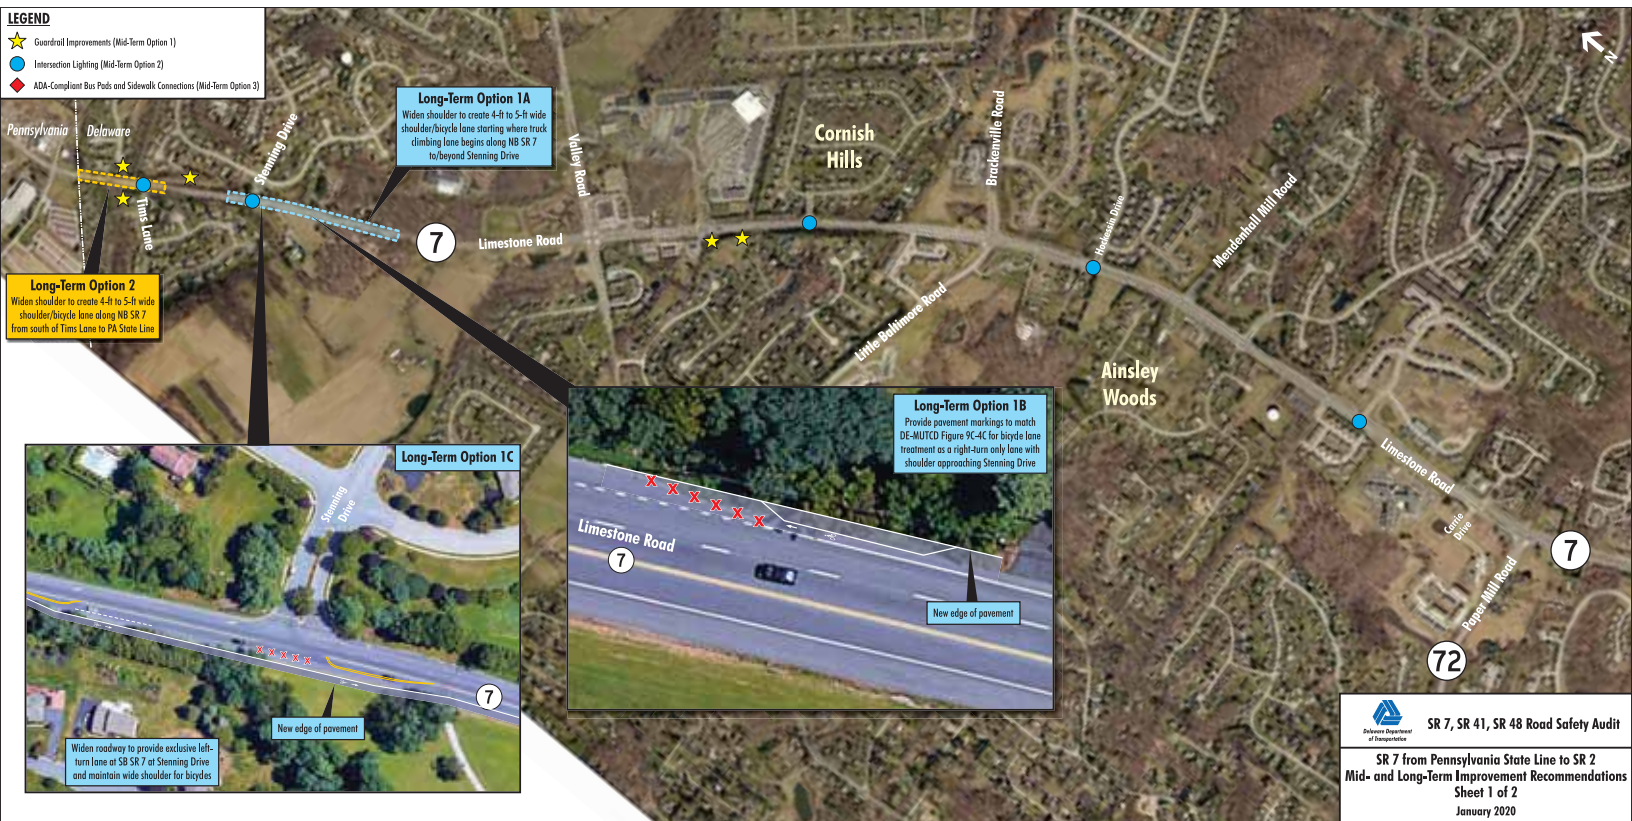 LEGEND
Guardrail Improvements (Mid-Term Option 1)
Intersection Lighting (Mid-Term Option 2)
ADA-Compliant Bus Pads and Sidewalk Connections (Mid-Term Option 3)
N
Pennsylvania
Delaware
Stenning Drive
Tims Lane
Long-Term Option 1A
Widen shoulder to create 4-ft to 5-ft wide
shoulder/bicycle lane starting where truck
climbing lane begins along NB SR 7
to/beyond Stenning Drive
Long-Term Option 2
Widen shoulder to create 4-ft to 5-ft wide
shoulder/bicycle lane along NB SR 7
from south of Tims Lane to PA State Line
7
Limestone Road
Valley Road
Cornish
Hills
Brackenville Road
Little Baltimore Road
Hockessin Drive
Mendenhall Mill Road
Ainsley
Woods
Limestone Road
Carrie
Drive
Paper Mill Road
7
72
Long-Term Option 1C
Stenning
Drive
7
New edge of pavement
Widen roadway to provide exclusive left-
turn lane at SB SR 7 at Stenning Drive
and maintain wide shoulder for bicycles
X X X X X
Long-Term Option 1B
Provide pavement markings to match
DE-MUTCD Figure 9C-4C for bicycle lane
treatment as a right-turn only lane with
shoulder approaching Stenning Drive
X X X X X X
Limestone Road
7
New edge of pavement
Delaware Department
of Transportation
SR 7, SR 41, SR 48 Road Safety Audit
SR 7 from Pennsylvania State Line to SR 2
Mid- and Long-Term Improvement Recommendations
Sheet 1 of 2
January 2020